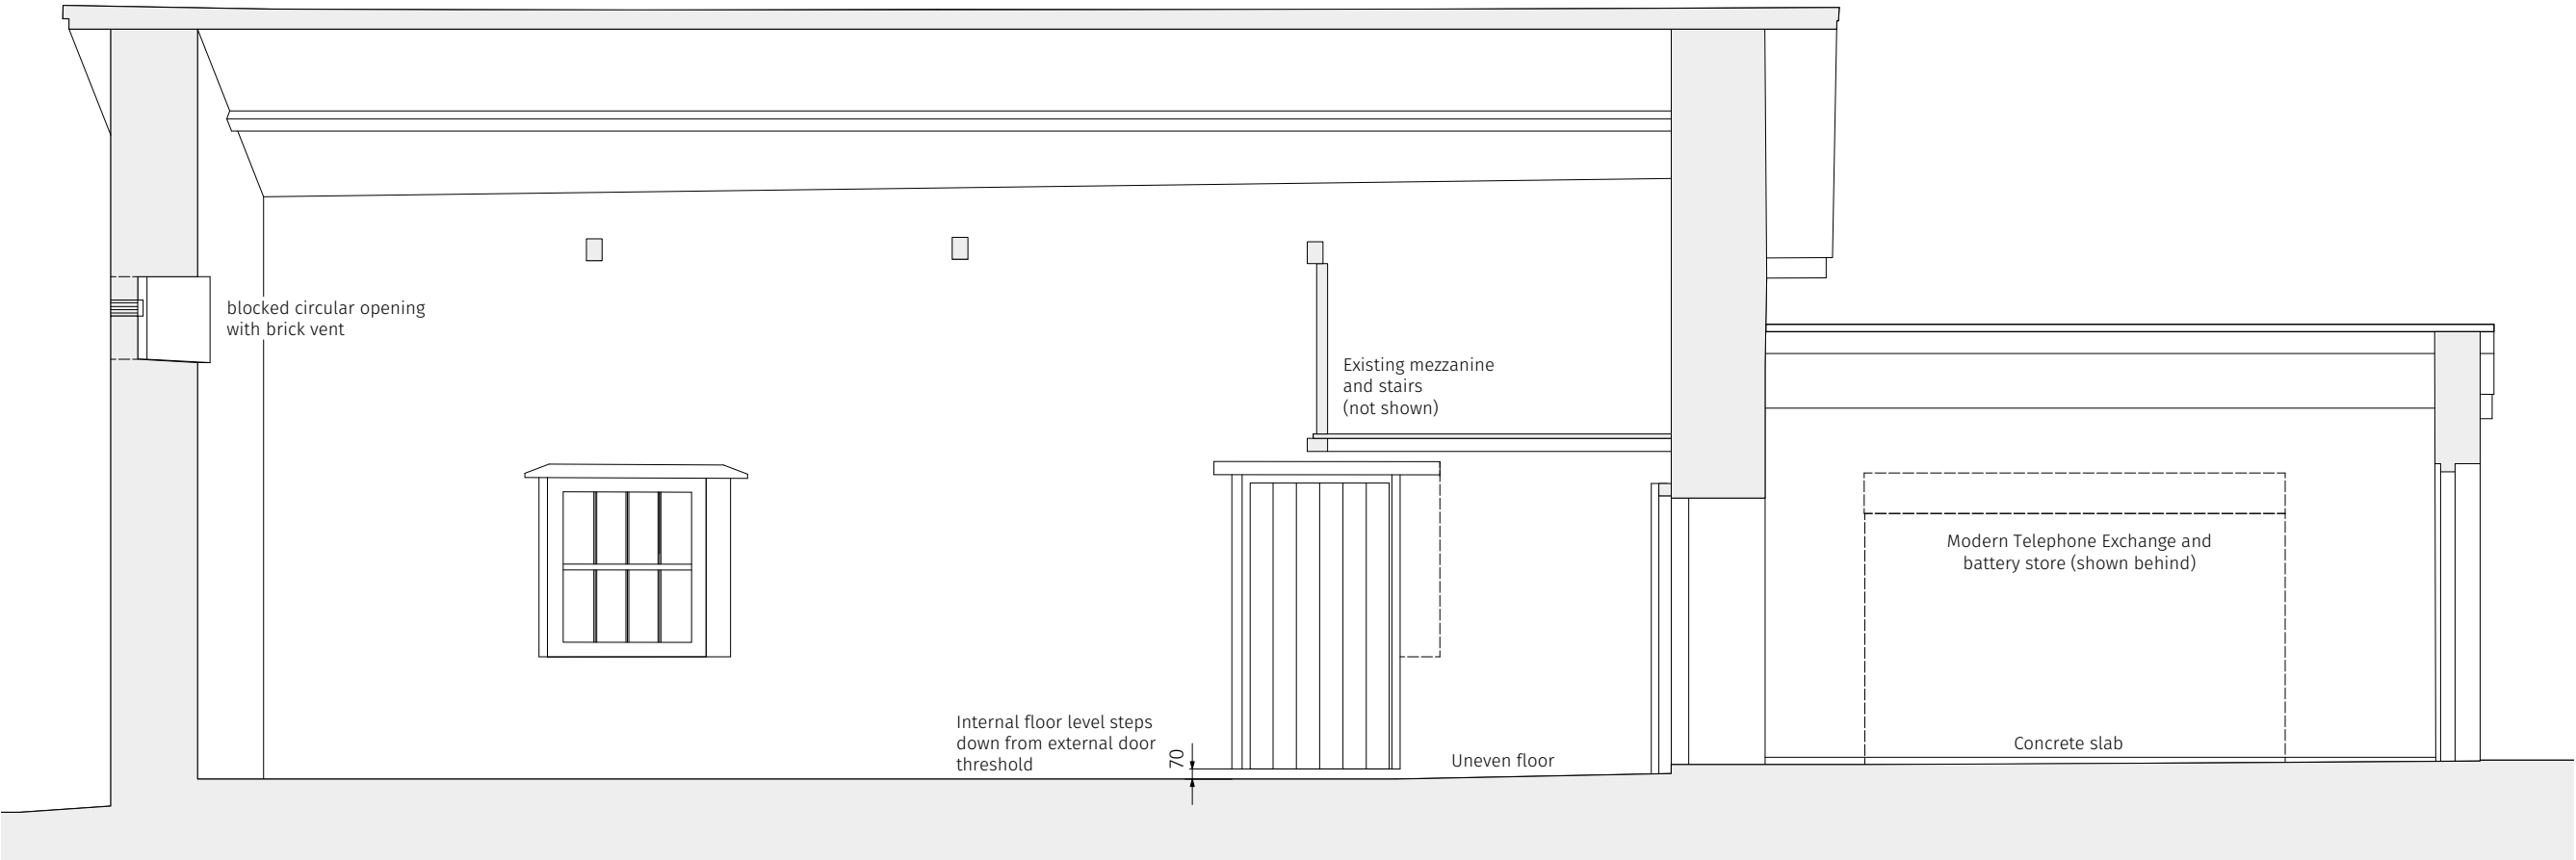 blocked circular opening
with brick vent
Existing mezzanine
and stairs
(not shown)
Modern Telephone Exchange and
battery store (shown behind)
Internal floor level steps
down from external door
threshold
70
Uneven floor
Concrete slab